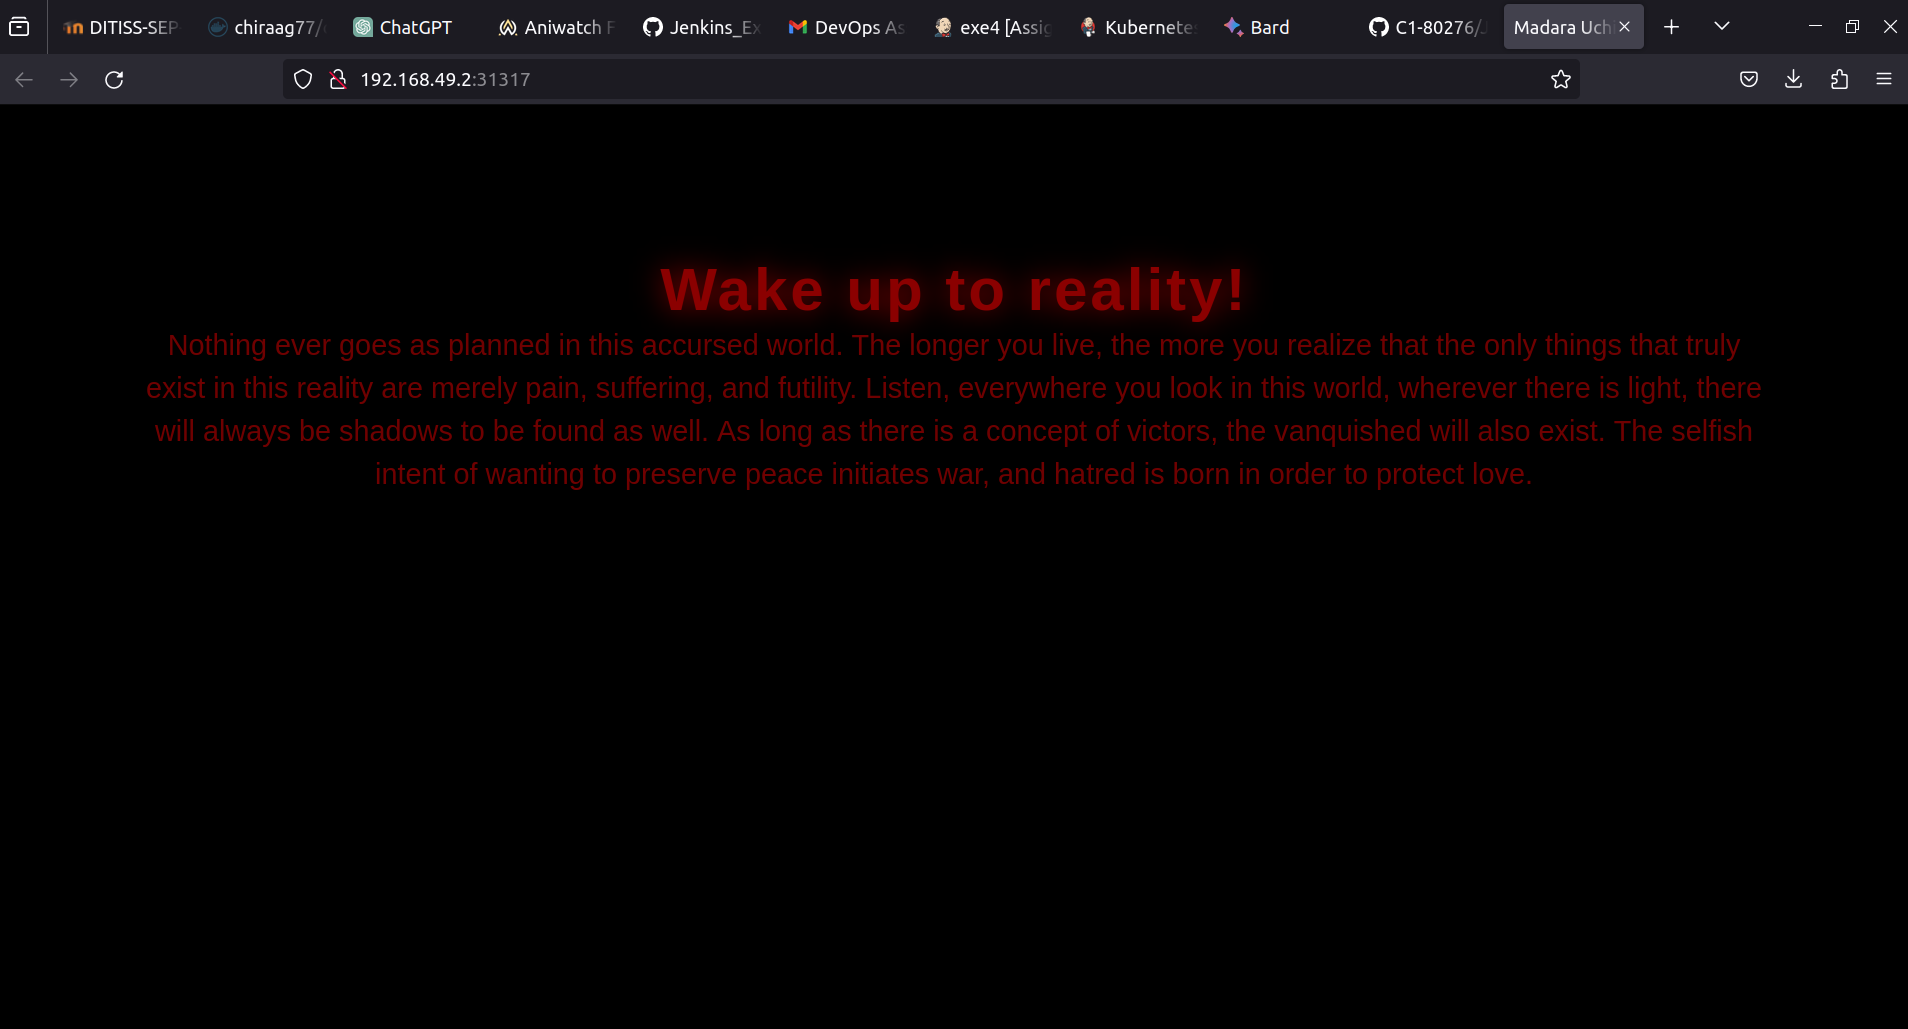 DITISS-SEP
chiraag77/
ChatGPT
Aniwatch
Jenkins_Ex
DevOps As
exe4 [Assig
Kubernetes
Bard
C1-80276/J
Madara Uchi
192.168.49.2:31317
Wake up to reality!
Nothing ever goes as planned in this accursed world. The longer you live, the more you realize that the only things that truly
exist in this reality are merely pain, suffering, and futility. Listen, everywhere you look in this world, wherever there is light, there
will always be shadows to be found as well. As long as there is a concept of victors, the vanquished will also exist. The selfish
intent of wanting to preserve peace initiates war, and hatred is born in order to protect love.